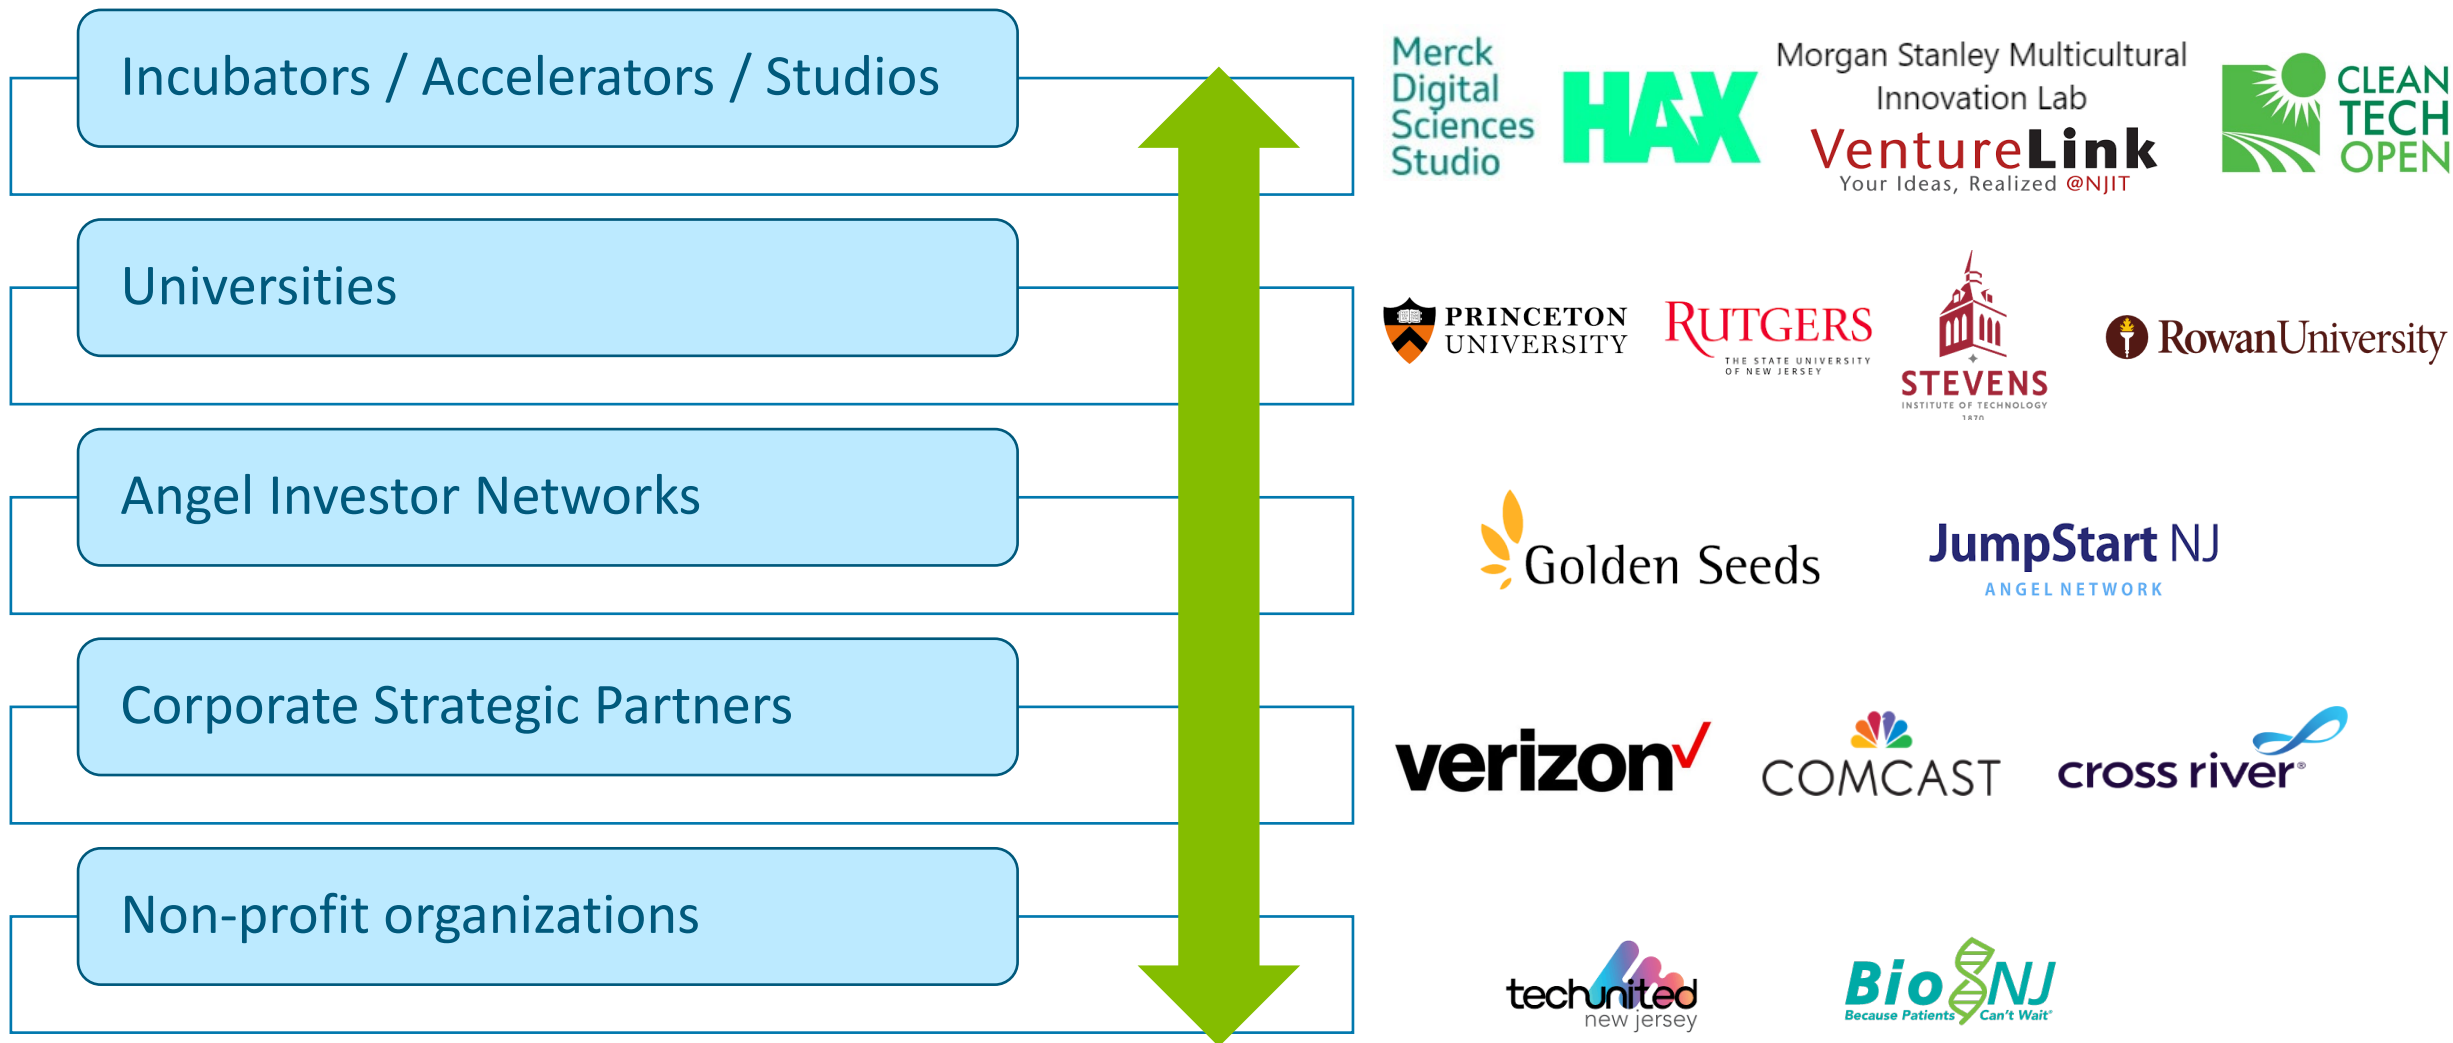 Incubators / Accelerators / Studios
Merck
Digital
Sciences
Studio
HAX
Morgan Stanley Multicultural
Innovation Lab
VentureLink
Your Ideas, Realized @NJIT
CLEAN
TECH
OPEN
Universities
PRINCETON
UNIVERSITY
RUTGERS
THE STATE UNIVERSITY
OF NEW JERSEY
STEVENS
INSTITUTE OF TECHNOLOGY
1870
RowanUniversity
Angel Investor Networks
Golden Seeds
JumpStart NJ
ANGEL NETWORK
Corporate Strategic Partners
verizon
COMCAST
cross river®
Non-profit organizations
techunited
new jersey
BioNJ
Because Patients Can't Wait®